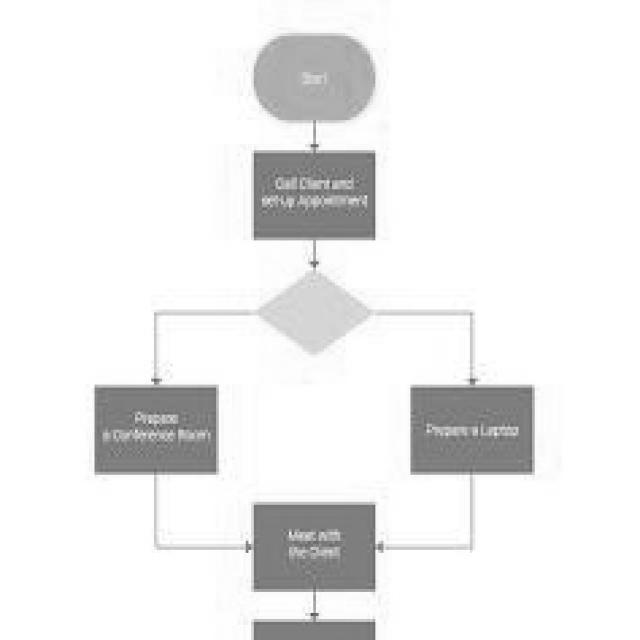 Start
Call Client and
set-up Appointment
Prepare
a Conference Room
Prepare a Laptop
Meet with
the Client